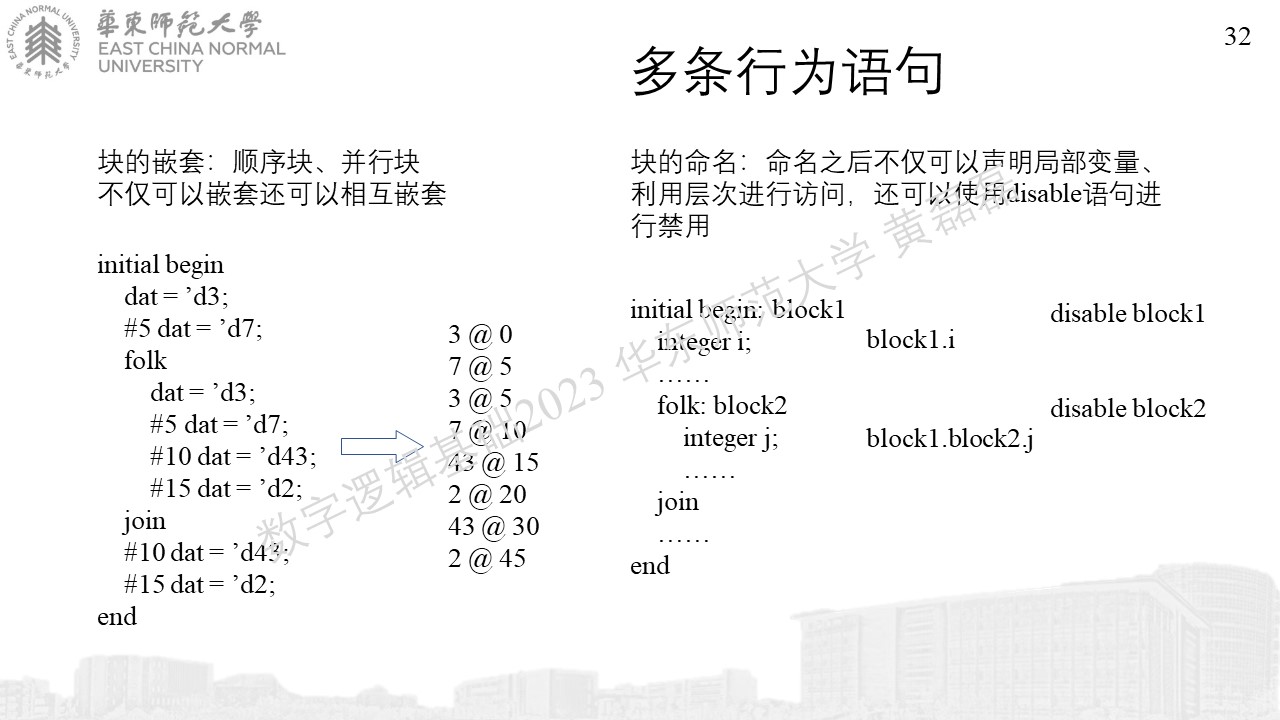 華東師范大學
EAST CHINA NORMAL
UNIVERSITY
EAST CHINA NORMAL UNIVERSITY
華東师范大学
32
多条行为语句
块的嵌套：顺序块、并行块
不仅可以嵌套还可以相互嵌套
initial begin
dat = ’d3;
#5 dat = ’d7;
folk
dat = ’d3;
#5 dat = ’d7;
#10 dat = ’d43;
#15 dat = ’d2;
join
#10 dat = ’d43;
#15 dat = ’d2;
end
3 @ 0
7 @ 5
3 @ 5
7 @ 10
43 @ 15
2 @ 20
43 @ 30
2 @ 45
块的命名：命名之后不仅可以声明局部变量、
利用层次进行访问，还可以使用disable语句进
行禁用
initial begin: block1
integer i;
……
folk: block2
integer j;
……
join
……
end
block1.i
block1.block2.j
disable block1
disable block2
数字逻辑基础2023 华东师范大学 黄磊磊